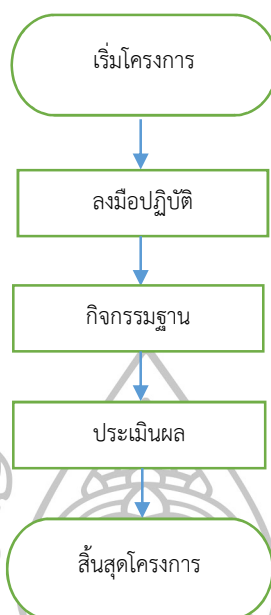 เริ่มโครงการ
ลงมือปฏิบัติ
กิจกรรมฐาน
ประเมินผล
สิ้นสุดโครงการ